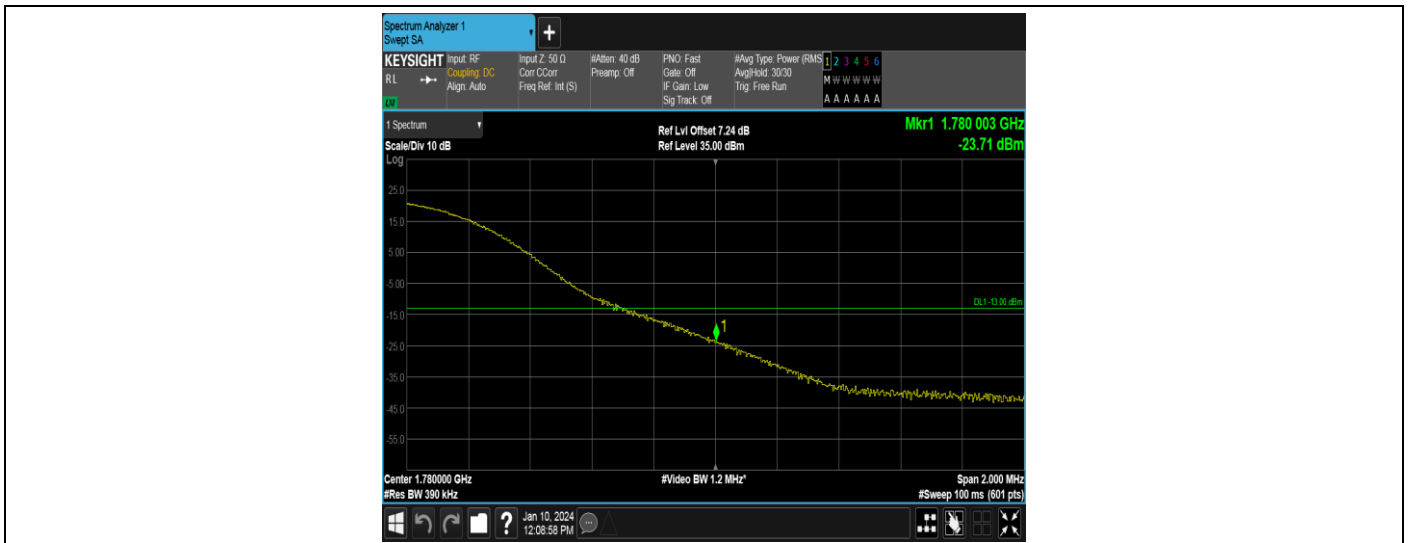 Spectrum Analyzer 1
Swept SA
+
KEYSIGHT Input: RF Input Z: 50 Ω #Atten: 40 dB PNO: Fast #Avg Type: Power (RMS 1 2 3 4 5 6
RL Coupling: DC Corr CCorr Preamp: Off Gate: Off Avg|Hold: 30/30 M W W W W W
Align: Auto Freq Ref: Int (S) IF Gain: Low Trig: Free Run
Sig Track: Off A A A A A A
1 Spectrum Ref Lvl Offset 7.24 dB Mkr1 1.780 003 GHz
Scale/Div 10 dB Ref Level 35.00 dBm -23.71 dBm
Log
25.0
15.0
5.00
-5.00
DL1 -13.00 dBm
-15.0
1
-25.0
-35.0
-45.0
-55.0
Center 1.780000 GHz #Video BW 1.2 MHz* Span 2.000 MHz
#Res BW 390 kHz #Sweep 100 ms (601 pts)
? Jan 10, 2024
12:08:58 PM